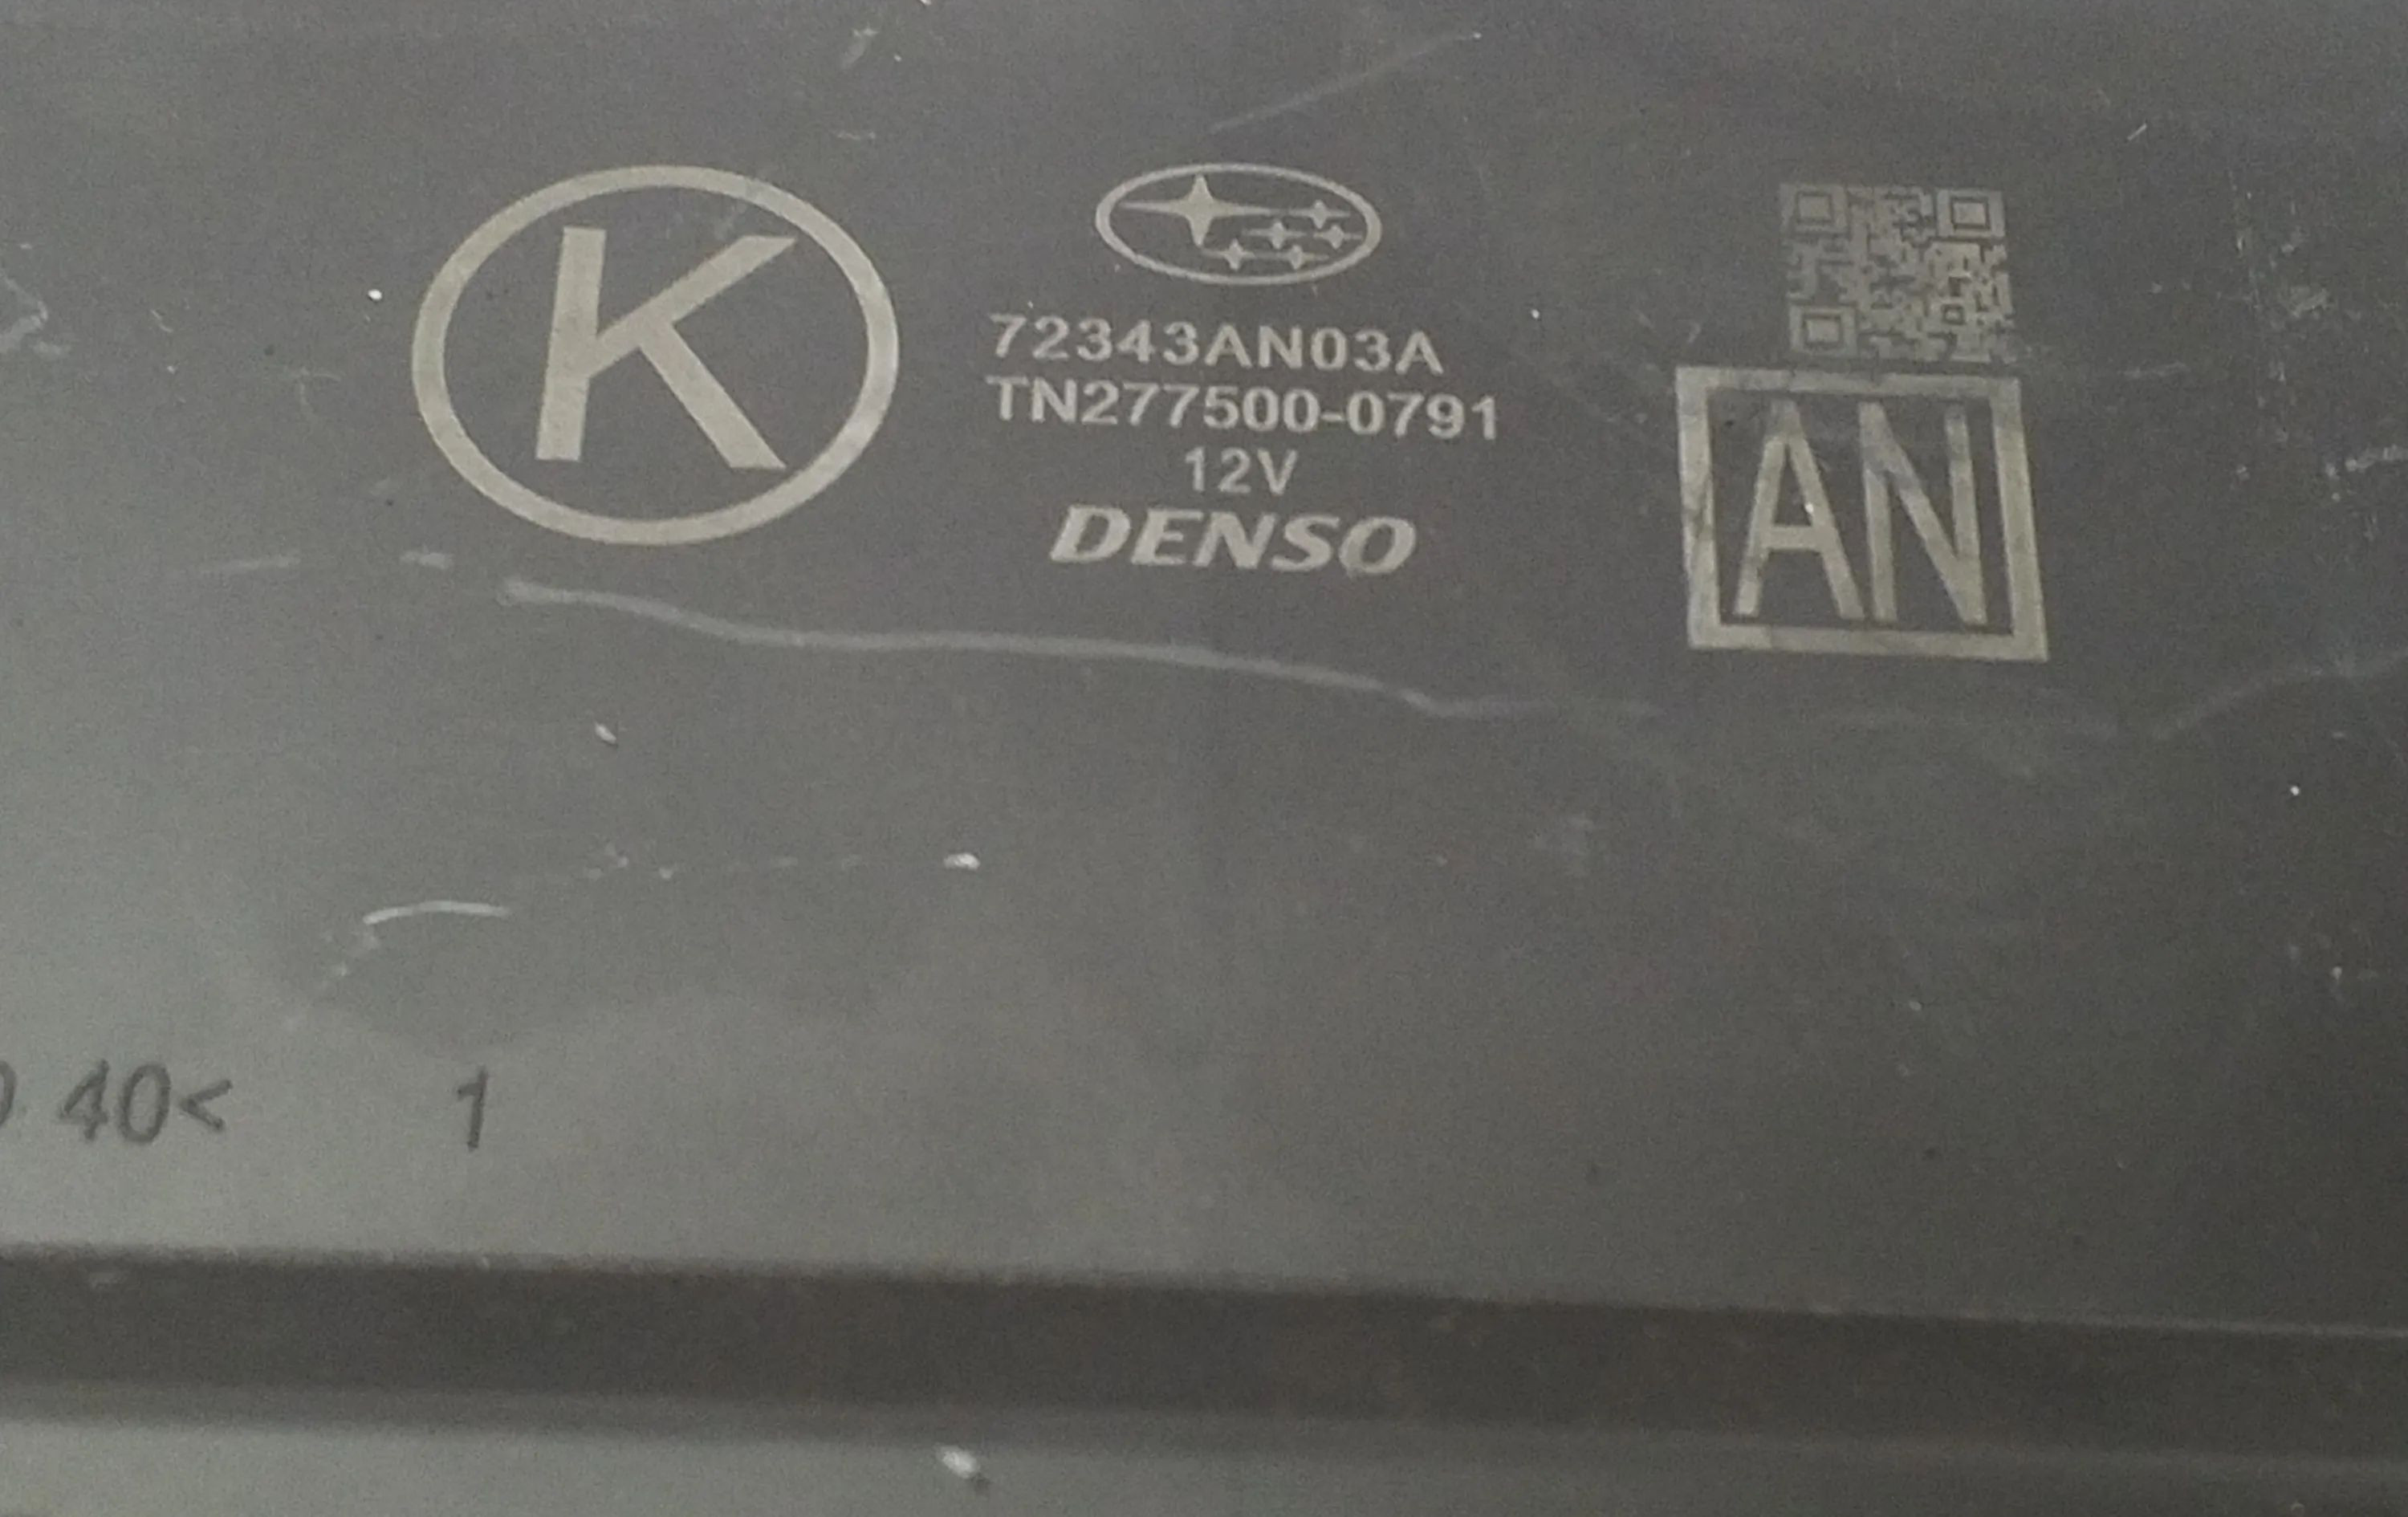 K
72343AN03A
TN277500-0791
12V
DENSO
AN
40<
1